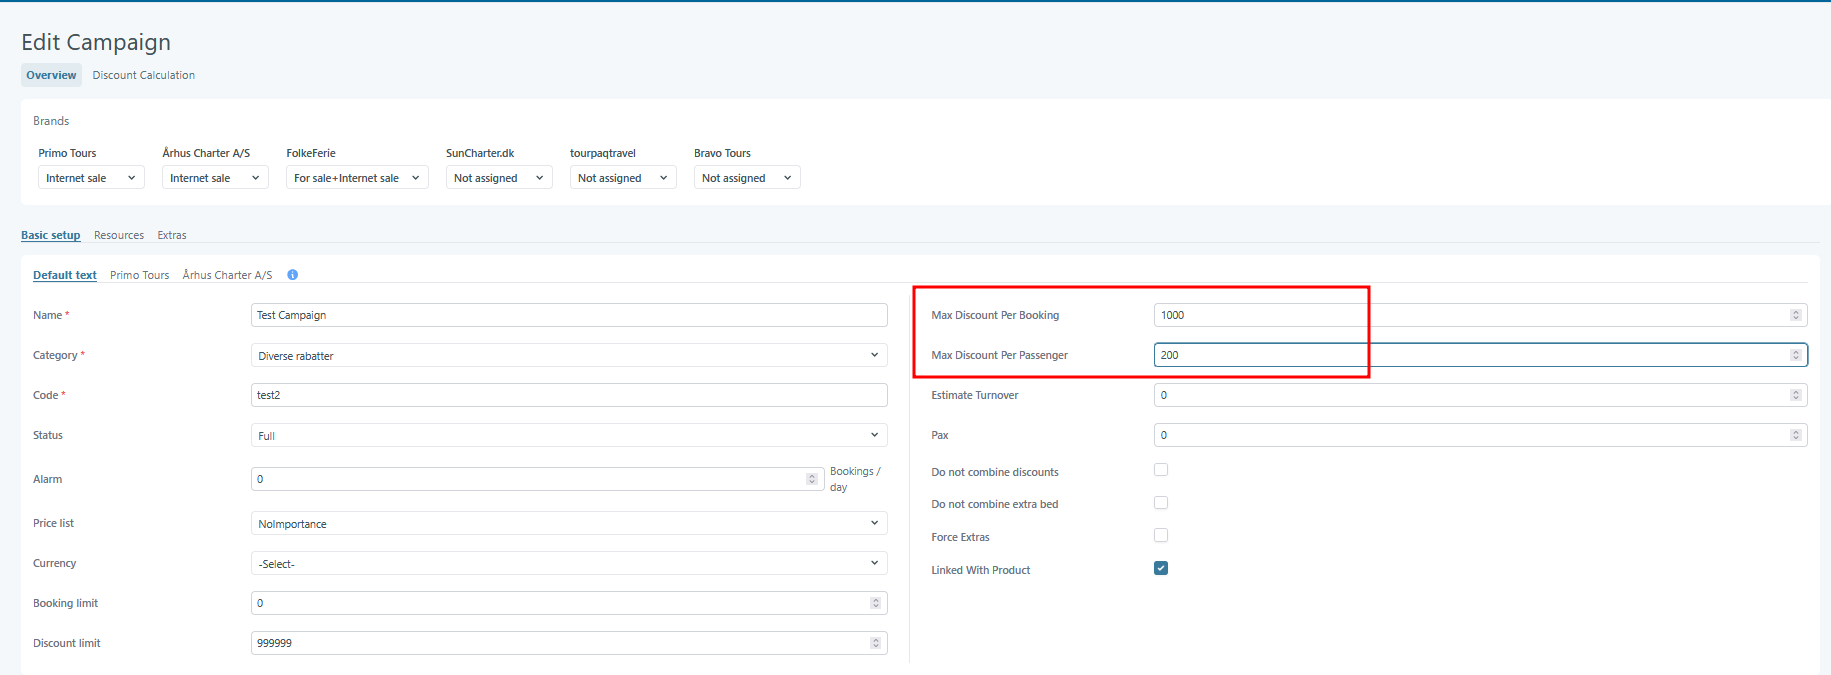 Edit Campaign
Overview Discount Calculation
Brands
Primo Tours Århus Charter A/S FolkeFerie SunCharter.dk tourpaqtravel Bravo Tours
Internet sale Internet sale For sale+Internet sale Not assigned Not assigned Not assigned
Basic setup Resources Extras
Default text Primo Tours Århus Charter A/S i
Name * Test Campaign
Category * Diverse rabatter
Code * test2
Status Full
Alarm 0 Bookings / day
Price list NoImportance
Currency -Select-
Booking limit 0
Discount limit 999999
Max Discount Per Booking 1000
Max Discount Per Passenger 200
Estimate Turnover 0
Pax 0
Do not combine discounts
Do not combine extra bed
Force Extras
Linked With Product